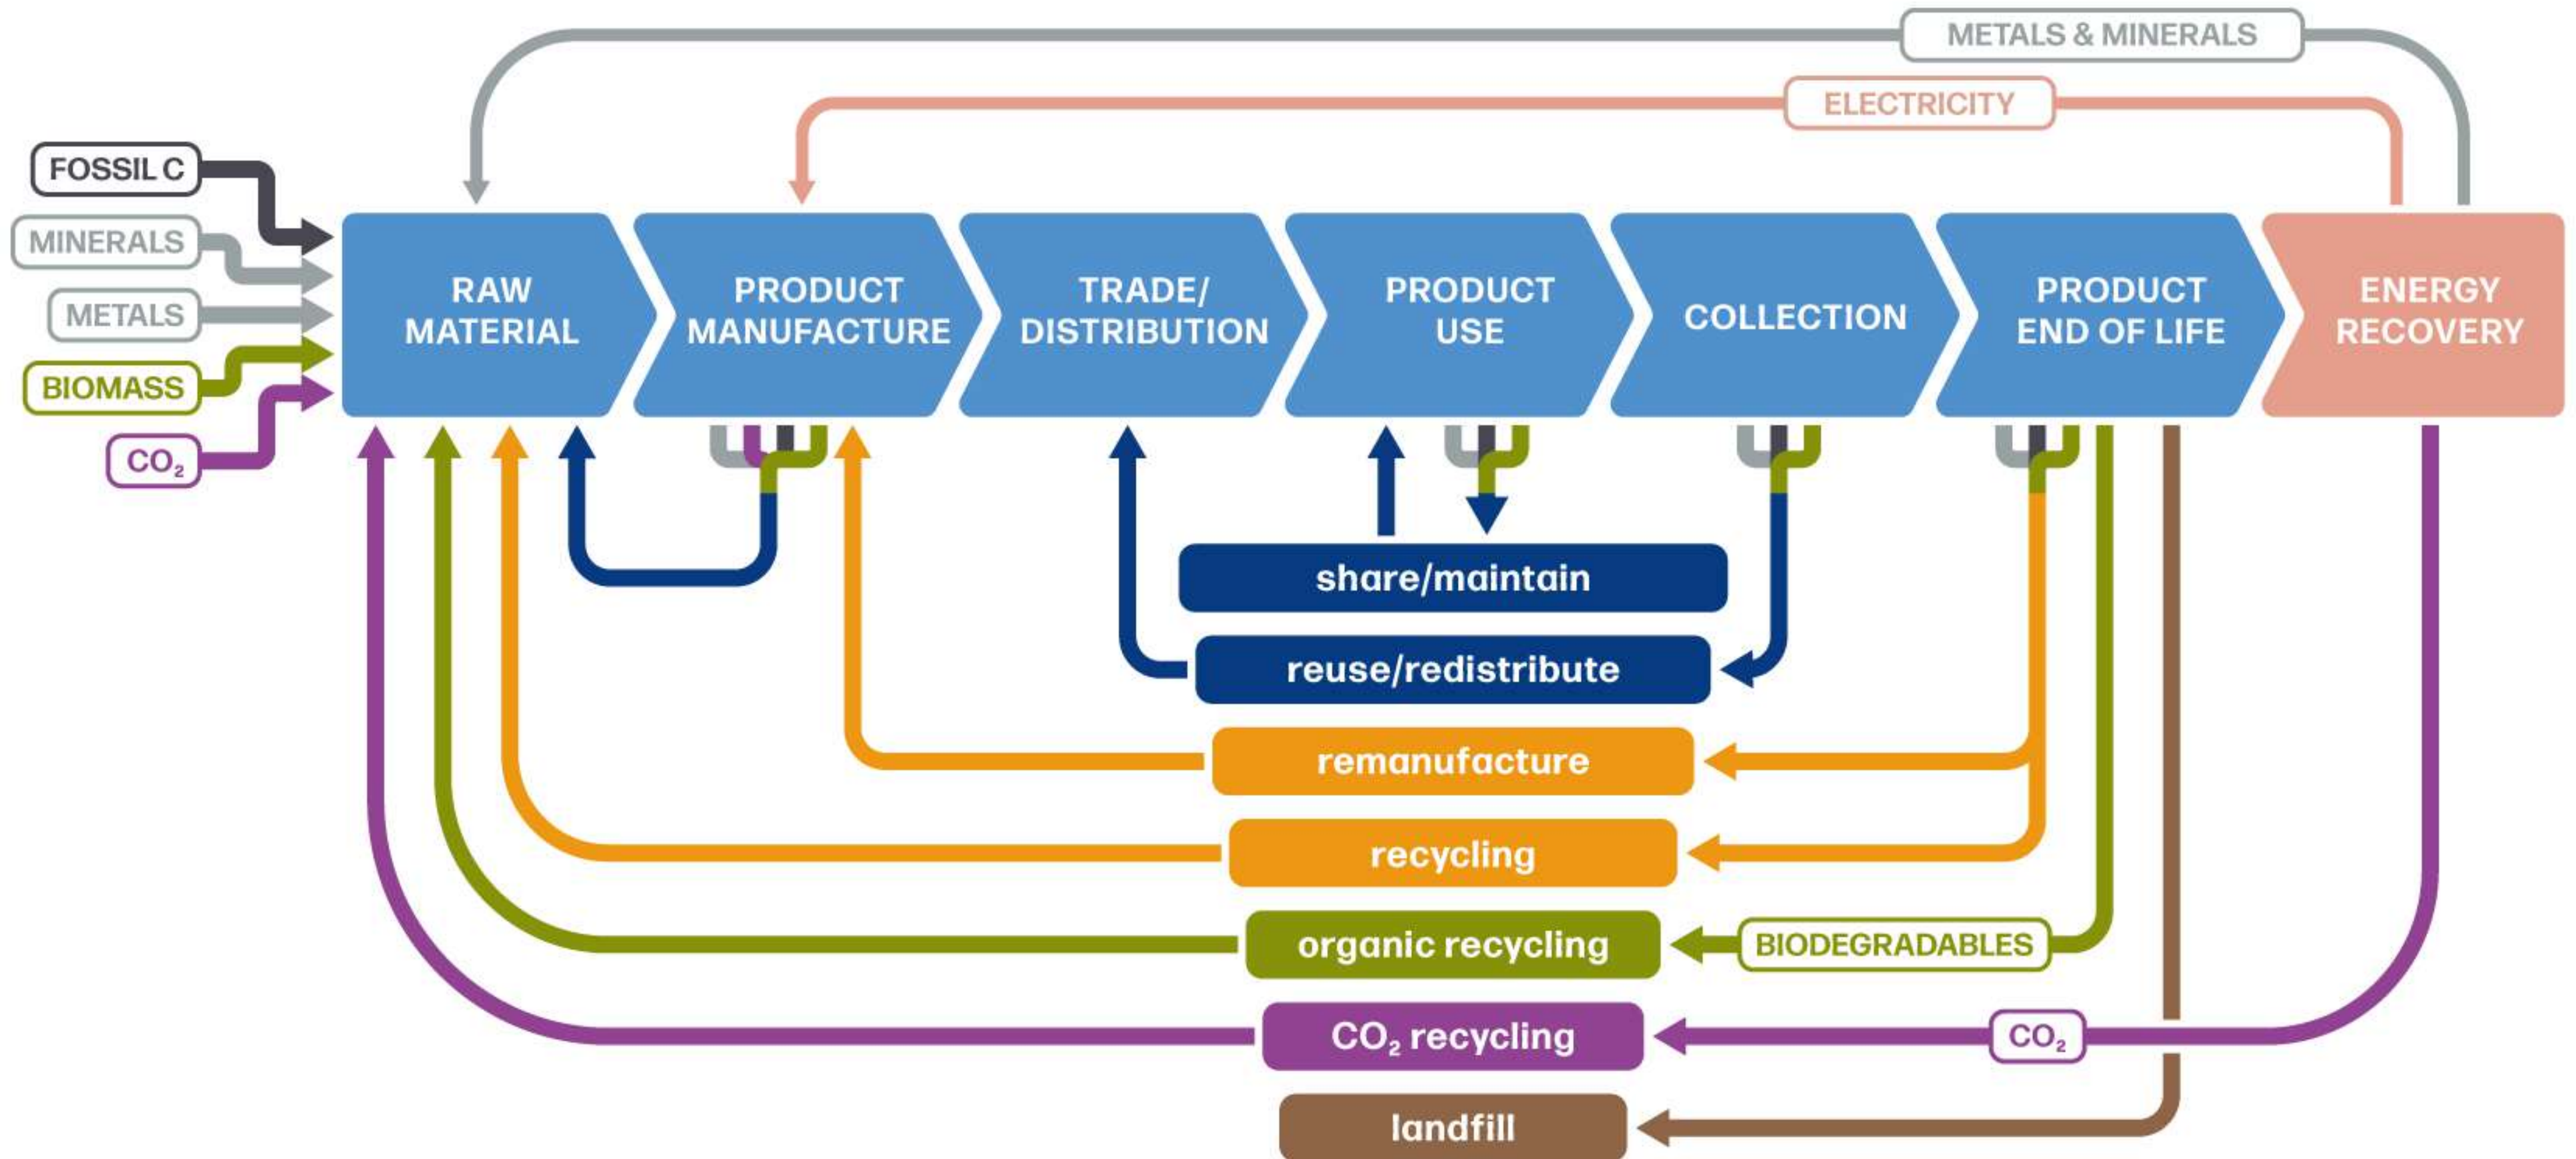 METALS & MINERALS
ELECTRICITY
FOSSIL C
MINERALS
METALS
BIOMASS
CO₂
RAW
MATERIAL
PRODUCT
MANUFACTURE
TRADE/
DISTRIBUTION
PRODUCT
USE
COLLECTION
PRODUCT
END OF LIFE
ENERGY
RECOVERY
share/maintain
reuse/redistribute
remanufacture
recycling
organic recycling
BIODEGRADABLES
CO₂ recycling
CO₂
landfill